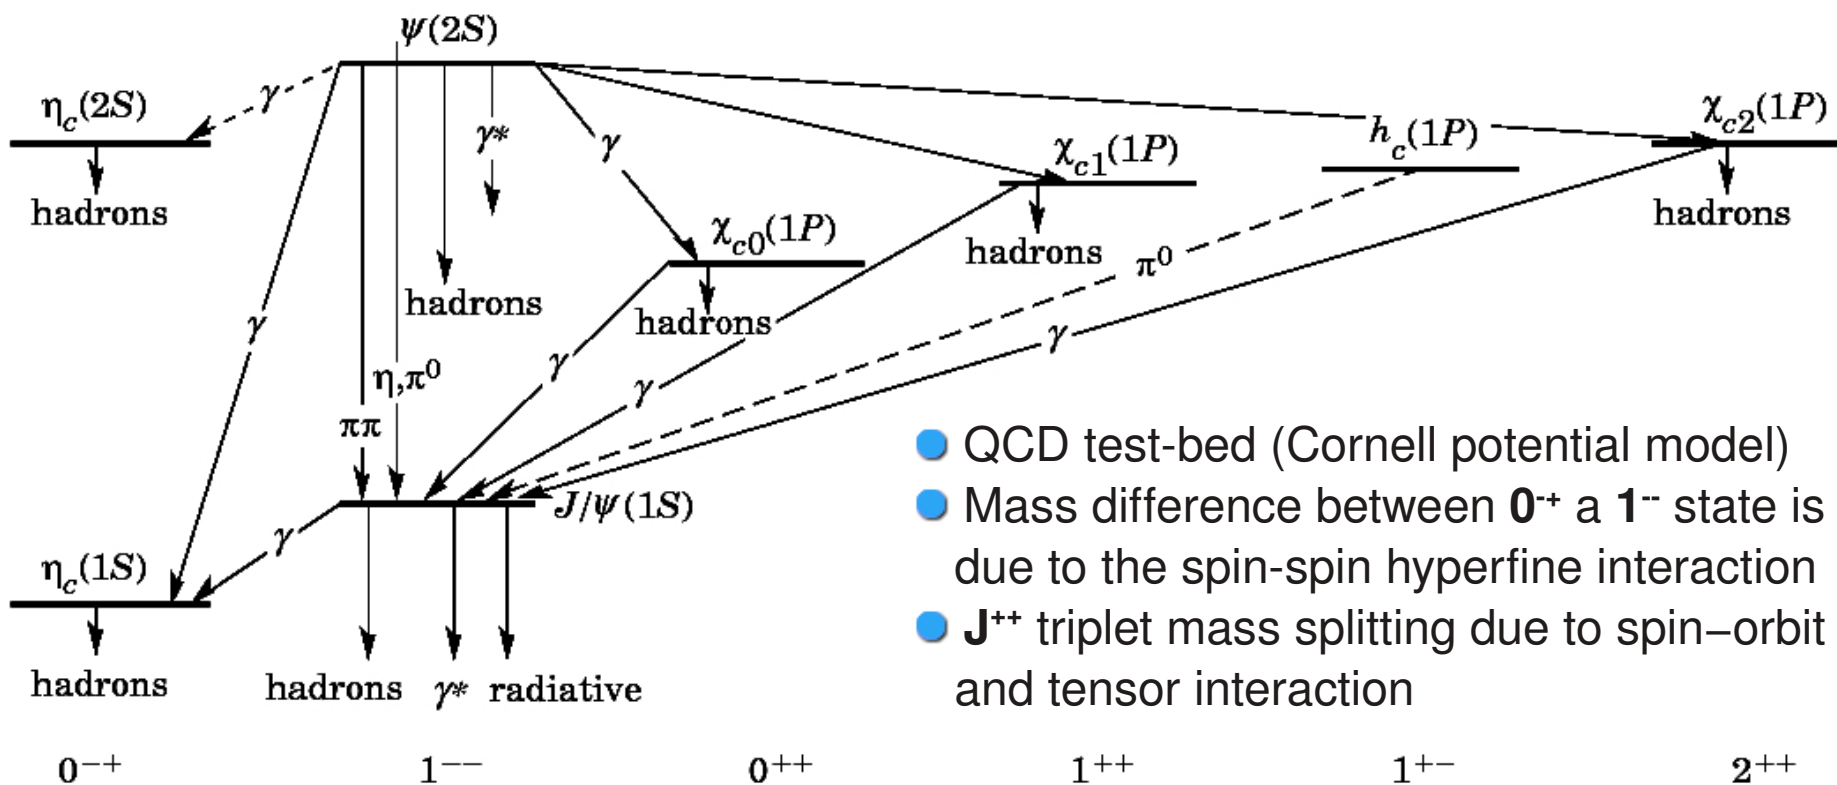 ψ(2S)
η_c(2S)
γ
γ*
γ
h_c(1P)
χ_c2(1P)
χ_c1(1P)
hadrons
hadrons
χ_c0(1P)
hadrons
π⁰
hadrons
hadrons
γ
γ
η,π⁰
γ
γ
ππ
● QCD test-bed (Cornell potential model)
● Mass difference between 0⁻⁺ a 1⁻⁻ state is
due to the spin-spin hyperfine interaction
● J⁺⁺ triplet mass splitting due to spin–orbit
and tensor interaction
J/ψ(1S)
γ
η_c(1S)
hadrons
hadrons
γ*
radiative
0⁻⁺
1⁻⁻
0⁺⁺
1⁺⁺
1⁺⁻
2⁺⁺